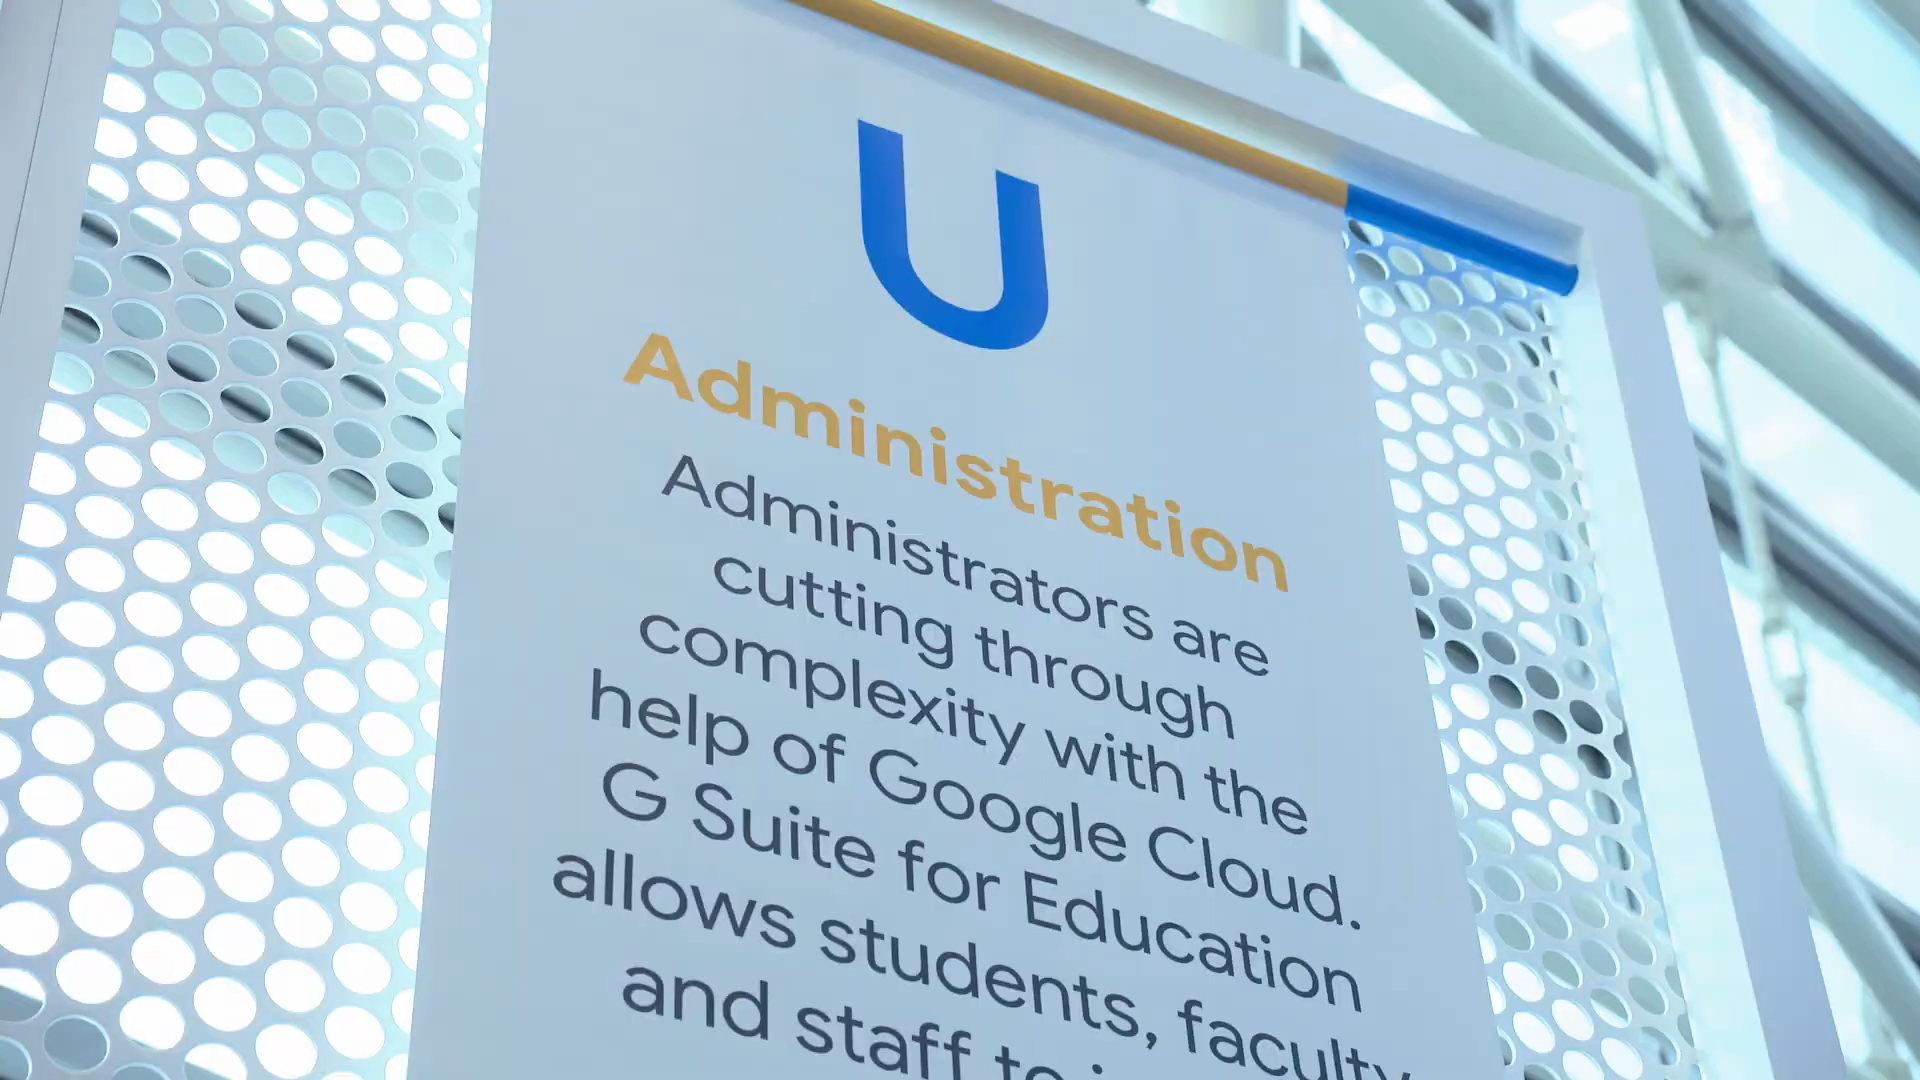 U
Administration
Administrators are
cutting through
complexity with the
help of Google Cloud.
G Suite for Education
allows students, faculty
and staff to